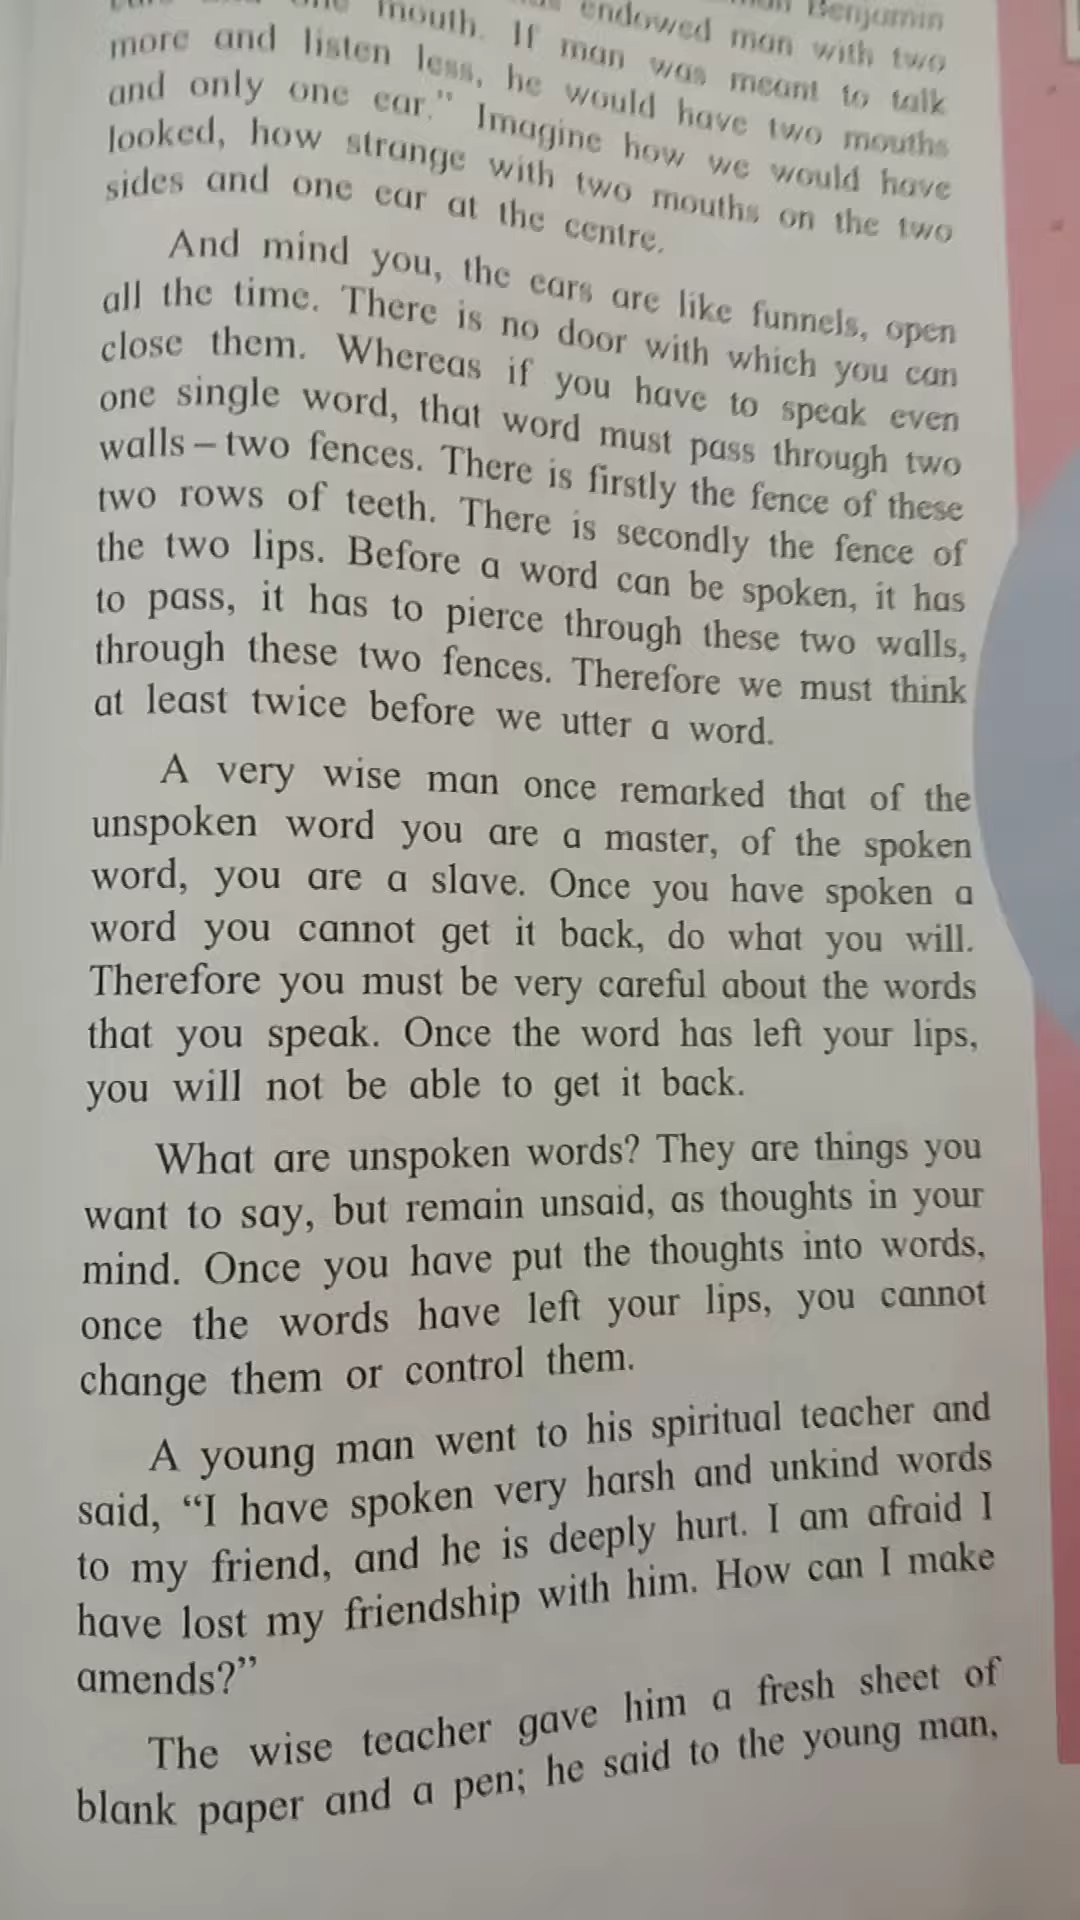 Benjamin
mouth. endowed man with two
more and listen less, If man was meant to talk
and only one ear." he would have two mouths
looked, how strange Imagine how we would have
sides and one ear at the centre. with two mouths on the two
And mind you, the ears are like funnels, open
all the time. There is no door with which you can
close them. Whereas if you have to speak even
one single word, that word must pass through two
walls – two fences. There is firstly the fence of these
two rows of teeth. There is secondly the fence of
the two lips. Before a word can be spoken, it has
to pass, it has to pierce through these two walls,
through these two fences. Therefore we must think
at least twice before we utter a word.
A very wise man once remarked that of the
unspoken word you are a master, of the spoken
word, you are a slave. Once you have spoken a
word you cannot get it back, do what you will.
Therefore you must be very careful about the words
that you speak. Once the word has left your lips,
you will not be able to get it back.
What are unspoken words? They are things you
want to say, but remain unsaid, as thoughts in your
mind. Once you have put the thoughts into words,
once the words have left your lips, you cannot
change them or control them.
A young man went to his spiritual teacher and
said, “I have spoken very harsh and unkind words
to my friend, and he is deeply hurt. I am afraid I
have lost my friendship with him. How can I make
amends?”
The wise teacher gave him a fresh sheet of
blank paper and a pen; he said to the young man,